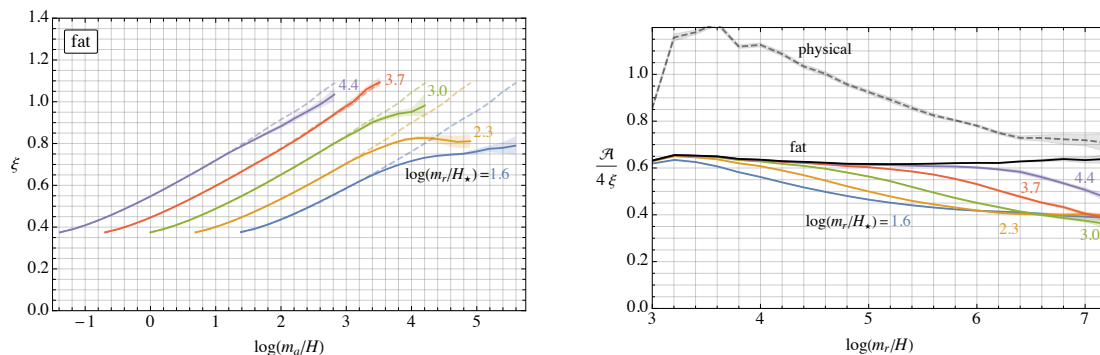 fat
1.4
1.2
1.0
0.8
0.6
0.4
0.2
0.0
ξ
4.4
3.7
3.0
2.3
log(m_r/H_⋆)=1.6
−1 0 1 2 3 4 5
log(m_a/H)
1.0
0.8
0.6
0.4
0.2
0.0
𝒜
4 ξ
physical
fat
4.4
3.7
log(m_r/H_⋆)=1.6
2.3
3.0
3 4 5 6 7
log(m_r/H)